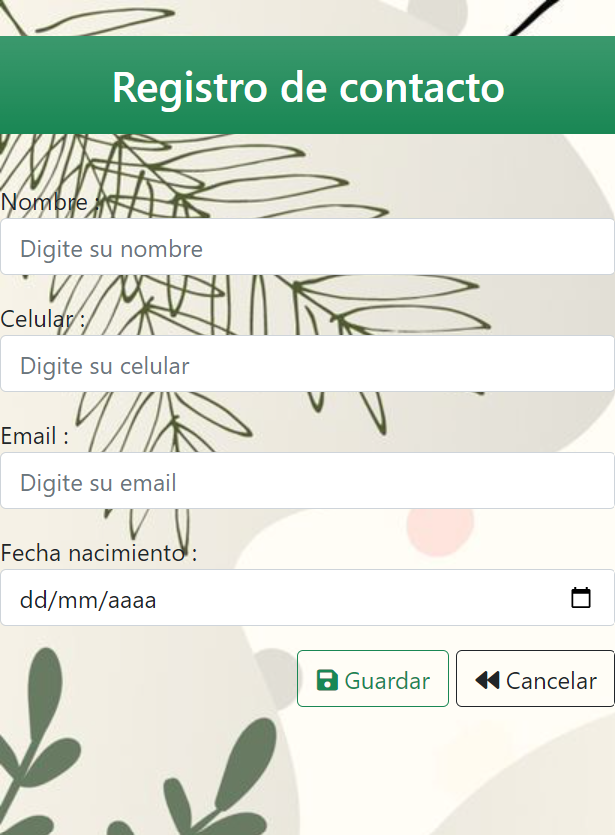 Registro de contacto
Nombre :
Digite su nombre
Celular :
Digite su celular
Email :
Digite su email
Fecha nacimiento :
dd/mm/aaaa
Guardar Cancelar